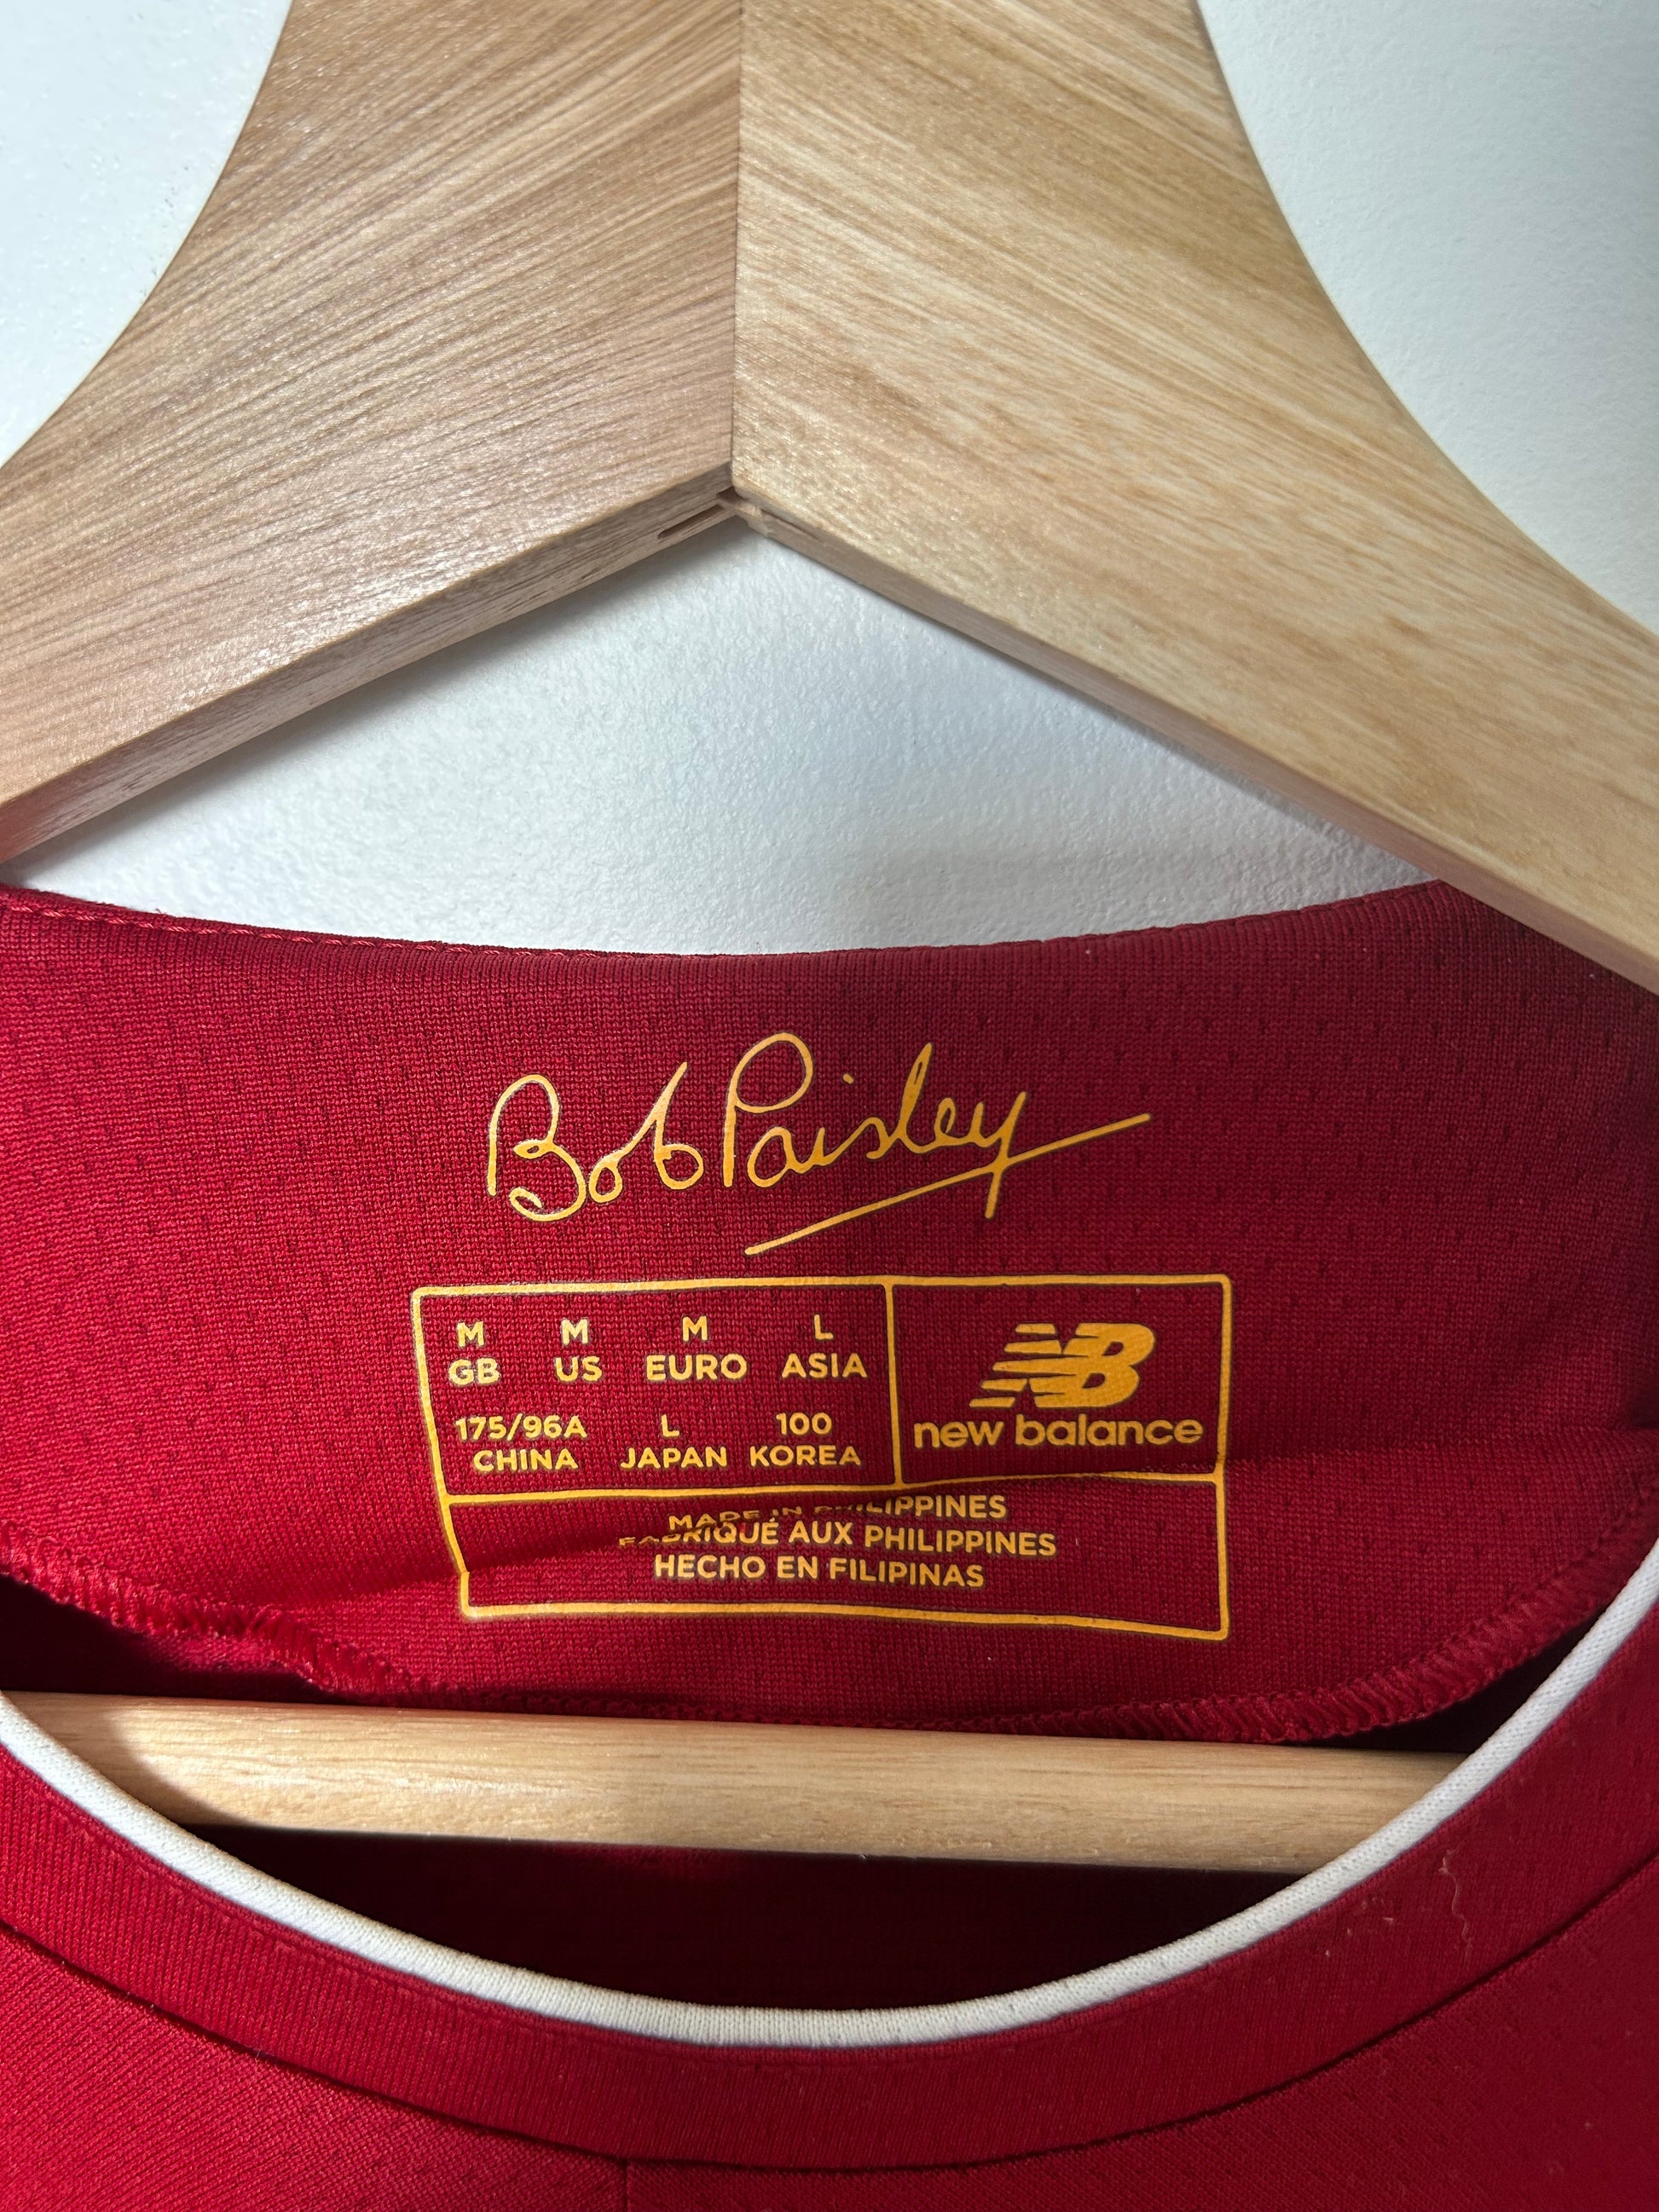 Bob Paisley
M M M L
GB US EURO ASIA
175/96A L 100
CHINA JAPAN KOREA
NB
new balance
MADE IN PHILIPPINES
FABRIQUÉ AUX PHILIPPINES
HECHO EN FILIPINAS